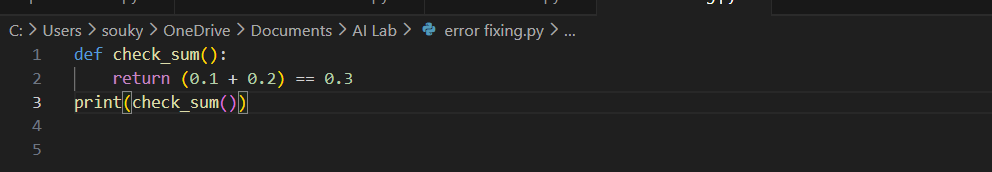 C: > Users > souky > OneDrive > Documents > AI Lab > error fixing.py > ...
1 def check_sum():
2     return (0.1 + 0.2) == 0.3
3 print(check_sum())
4
5